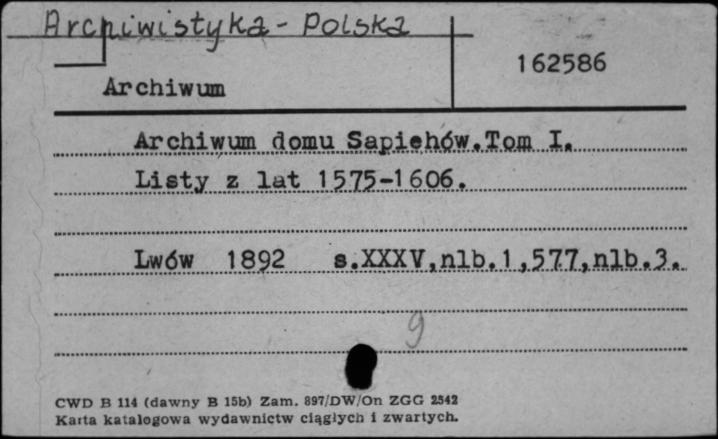 Archiwistyka - Polska
162586
Archiwum
Archiwum domu Sapiehów.Tom I.
Listy z lat 1575-1606.
Lwów 1892 s.XXXV,nlb.1,577,nlb.3.
9
CWD B 114 (dawny B 15b) Zam. 897/DW/On ZGG 2542
Karta katalogowa wydawnictw ciągłych i zwartych.